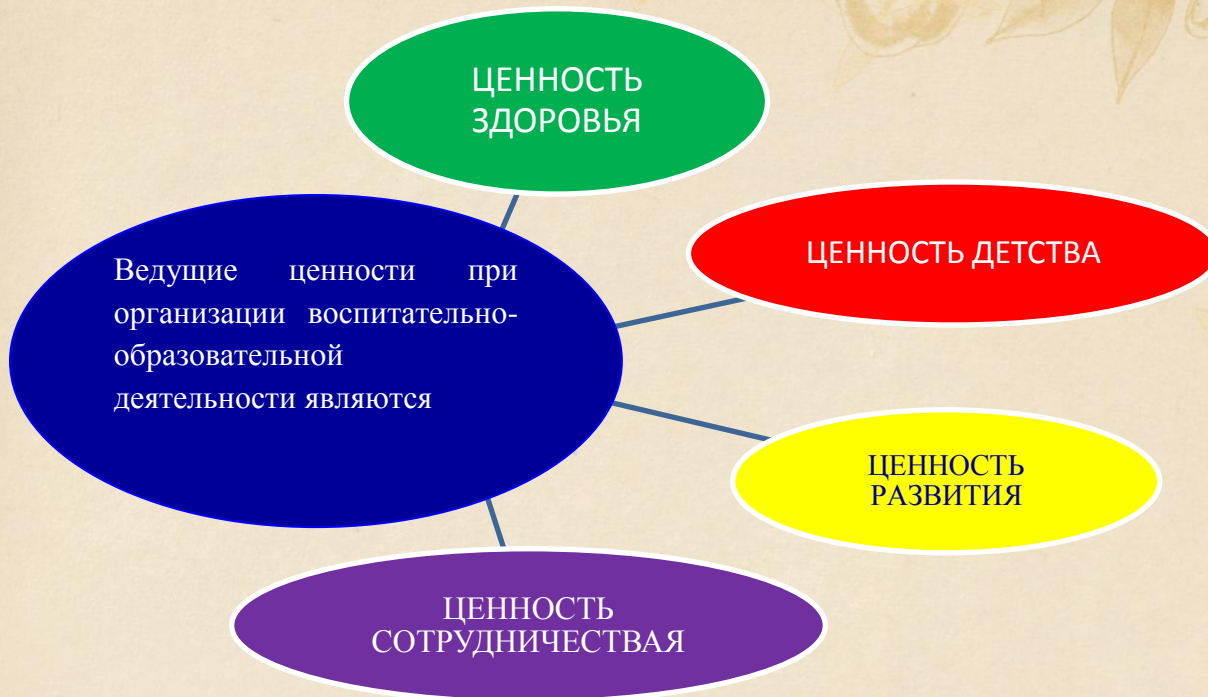 ЦЕННОСТЬ
ЗДОРОВЬЯ
ЦЕННОСТЬ ДЕТСТВА
Ведущие ценности при
организации воспитательно-
образовательной
деятельности являются
ЦЕННОСТЬ
РАЗВИТИЯ
ЦЕННОСТЬ
СОТРУДНИЧЕСТВАЯ